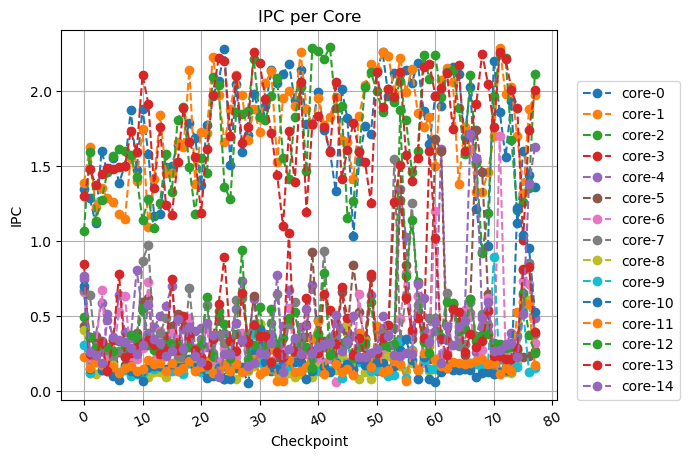 IPC per Core
IPC
2.0
1.5
1.0
0.5
0.0
0
10
20
30
40
50
60
70
80
Checkpoint
core-0
core-1
core-2
core-3
core-4
core-5
core-6
core-7
core-8
core-9
core-10
core-11
core-12
core-13
core-14